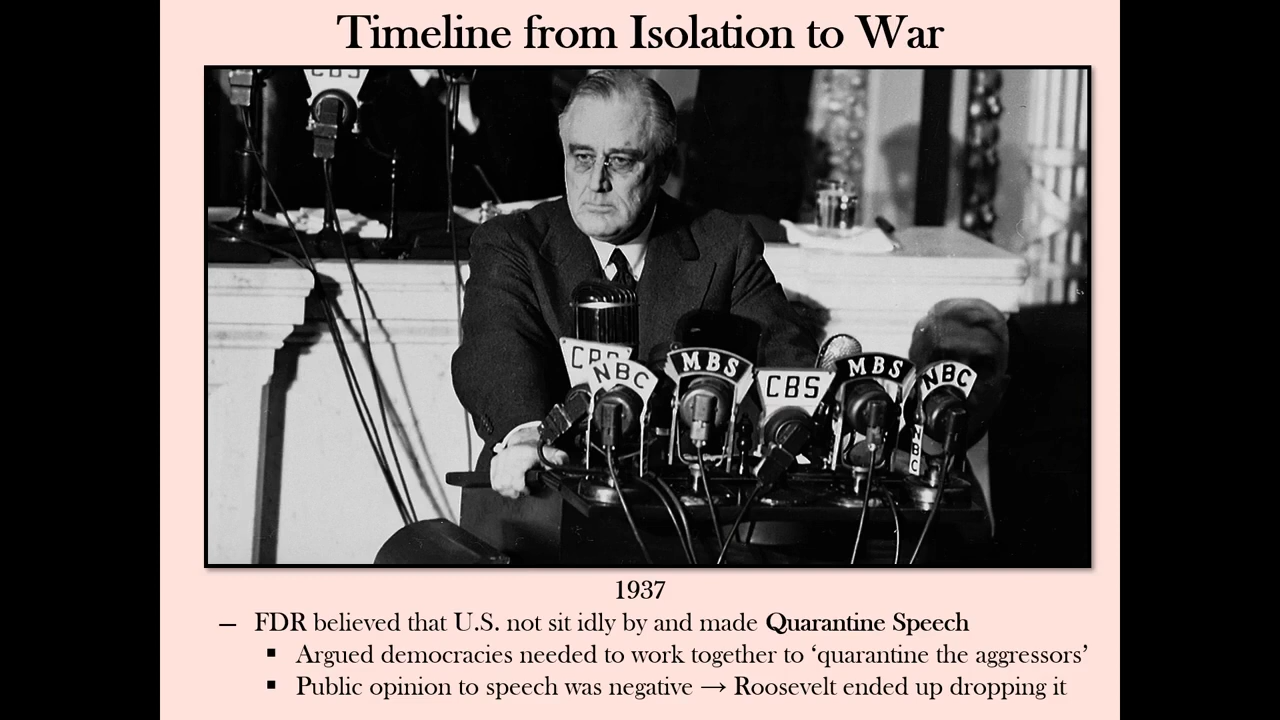 Timeline from Isolation to War
CBS
NBC
MBS
CBS
MBS
NBC
NBC
1937
– FDR believed that U.S. not sit idly by and made Quarantine Speech
▪ Argued democracies needed to work together to ‘quarantine the aggressors’
▪ Public opinion to speech was negative → Roosevelt ended up dropping it